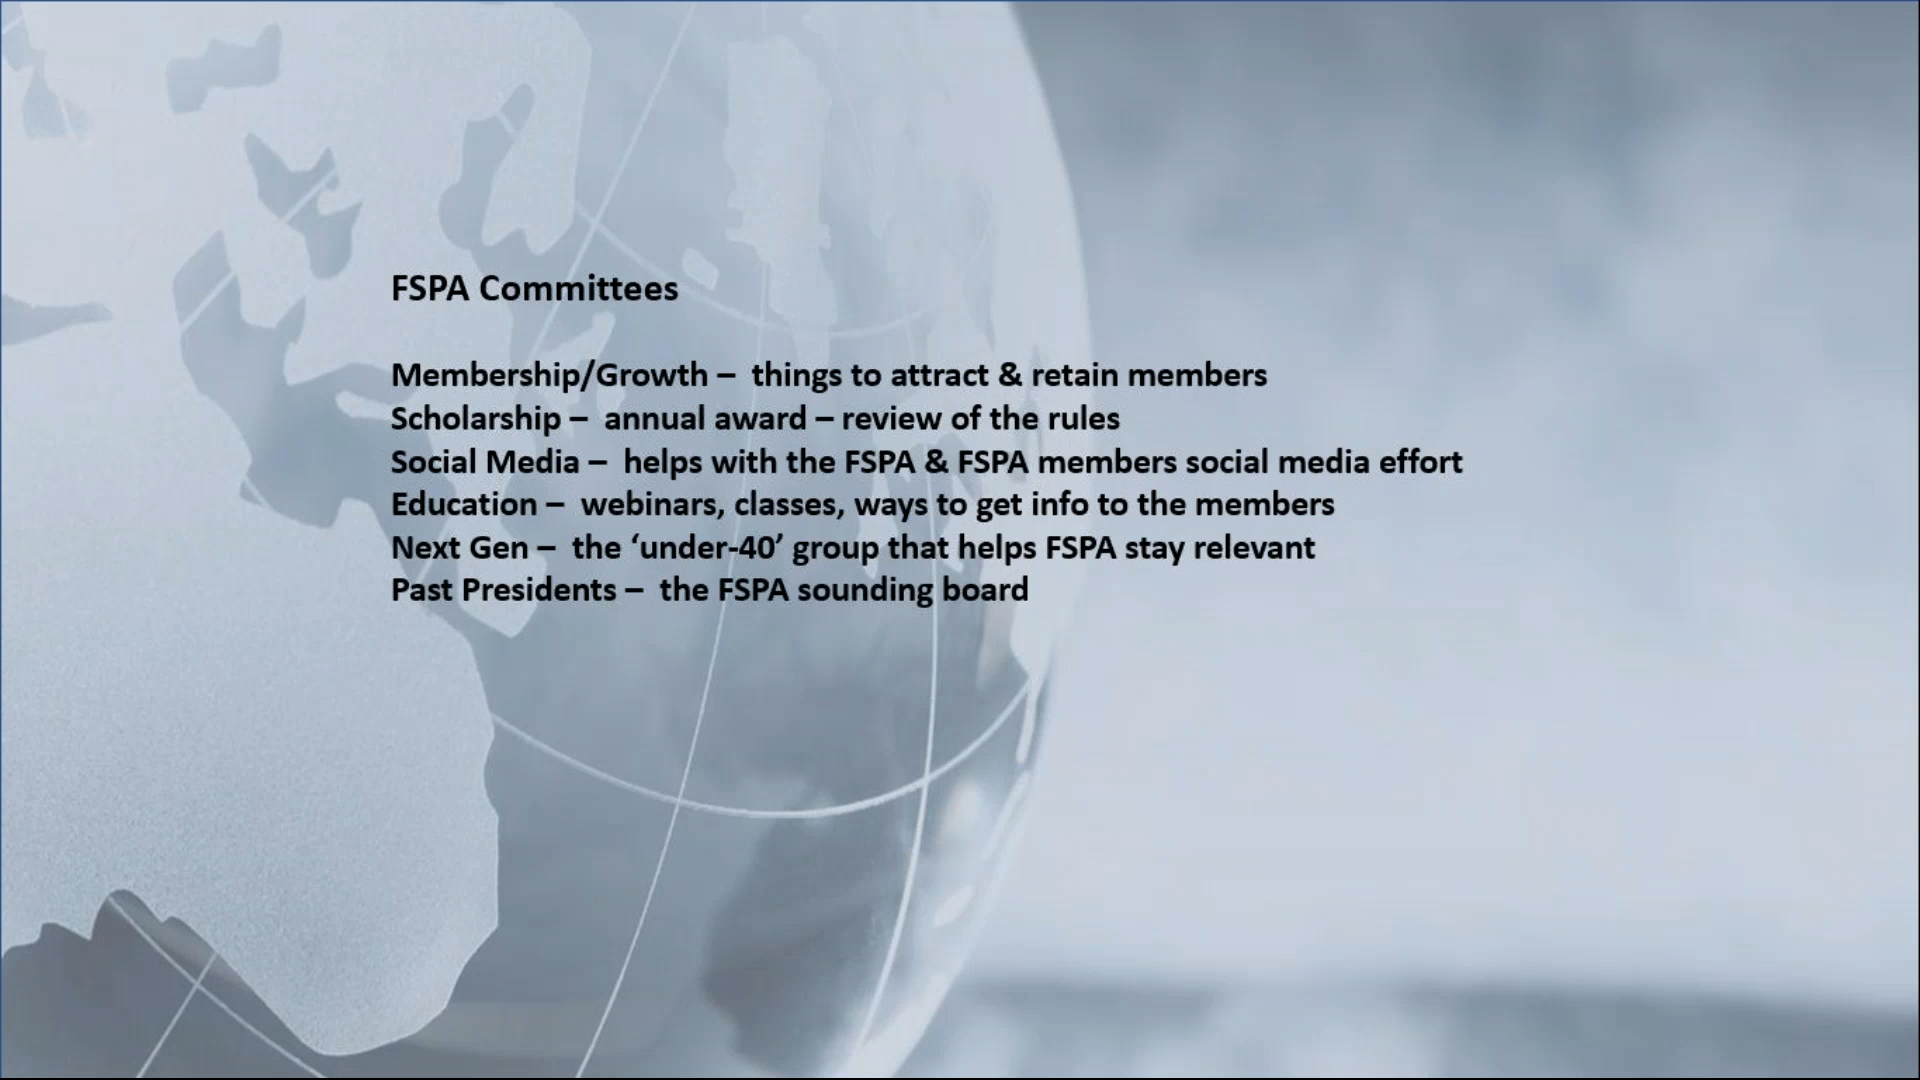 FSPA Committees
Membership/Growth – things to attract & retain members
Scholarship – annual award – review of the rules
Social Media – helps with the FSPA & FSPA members social media effort
Education – webinars, classes, ways to get info to the members
Next Gen – the ‘under-40’ group that helps FSPA stay relevant
Past Presidents – the FSPA sounding board